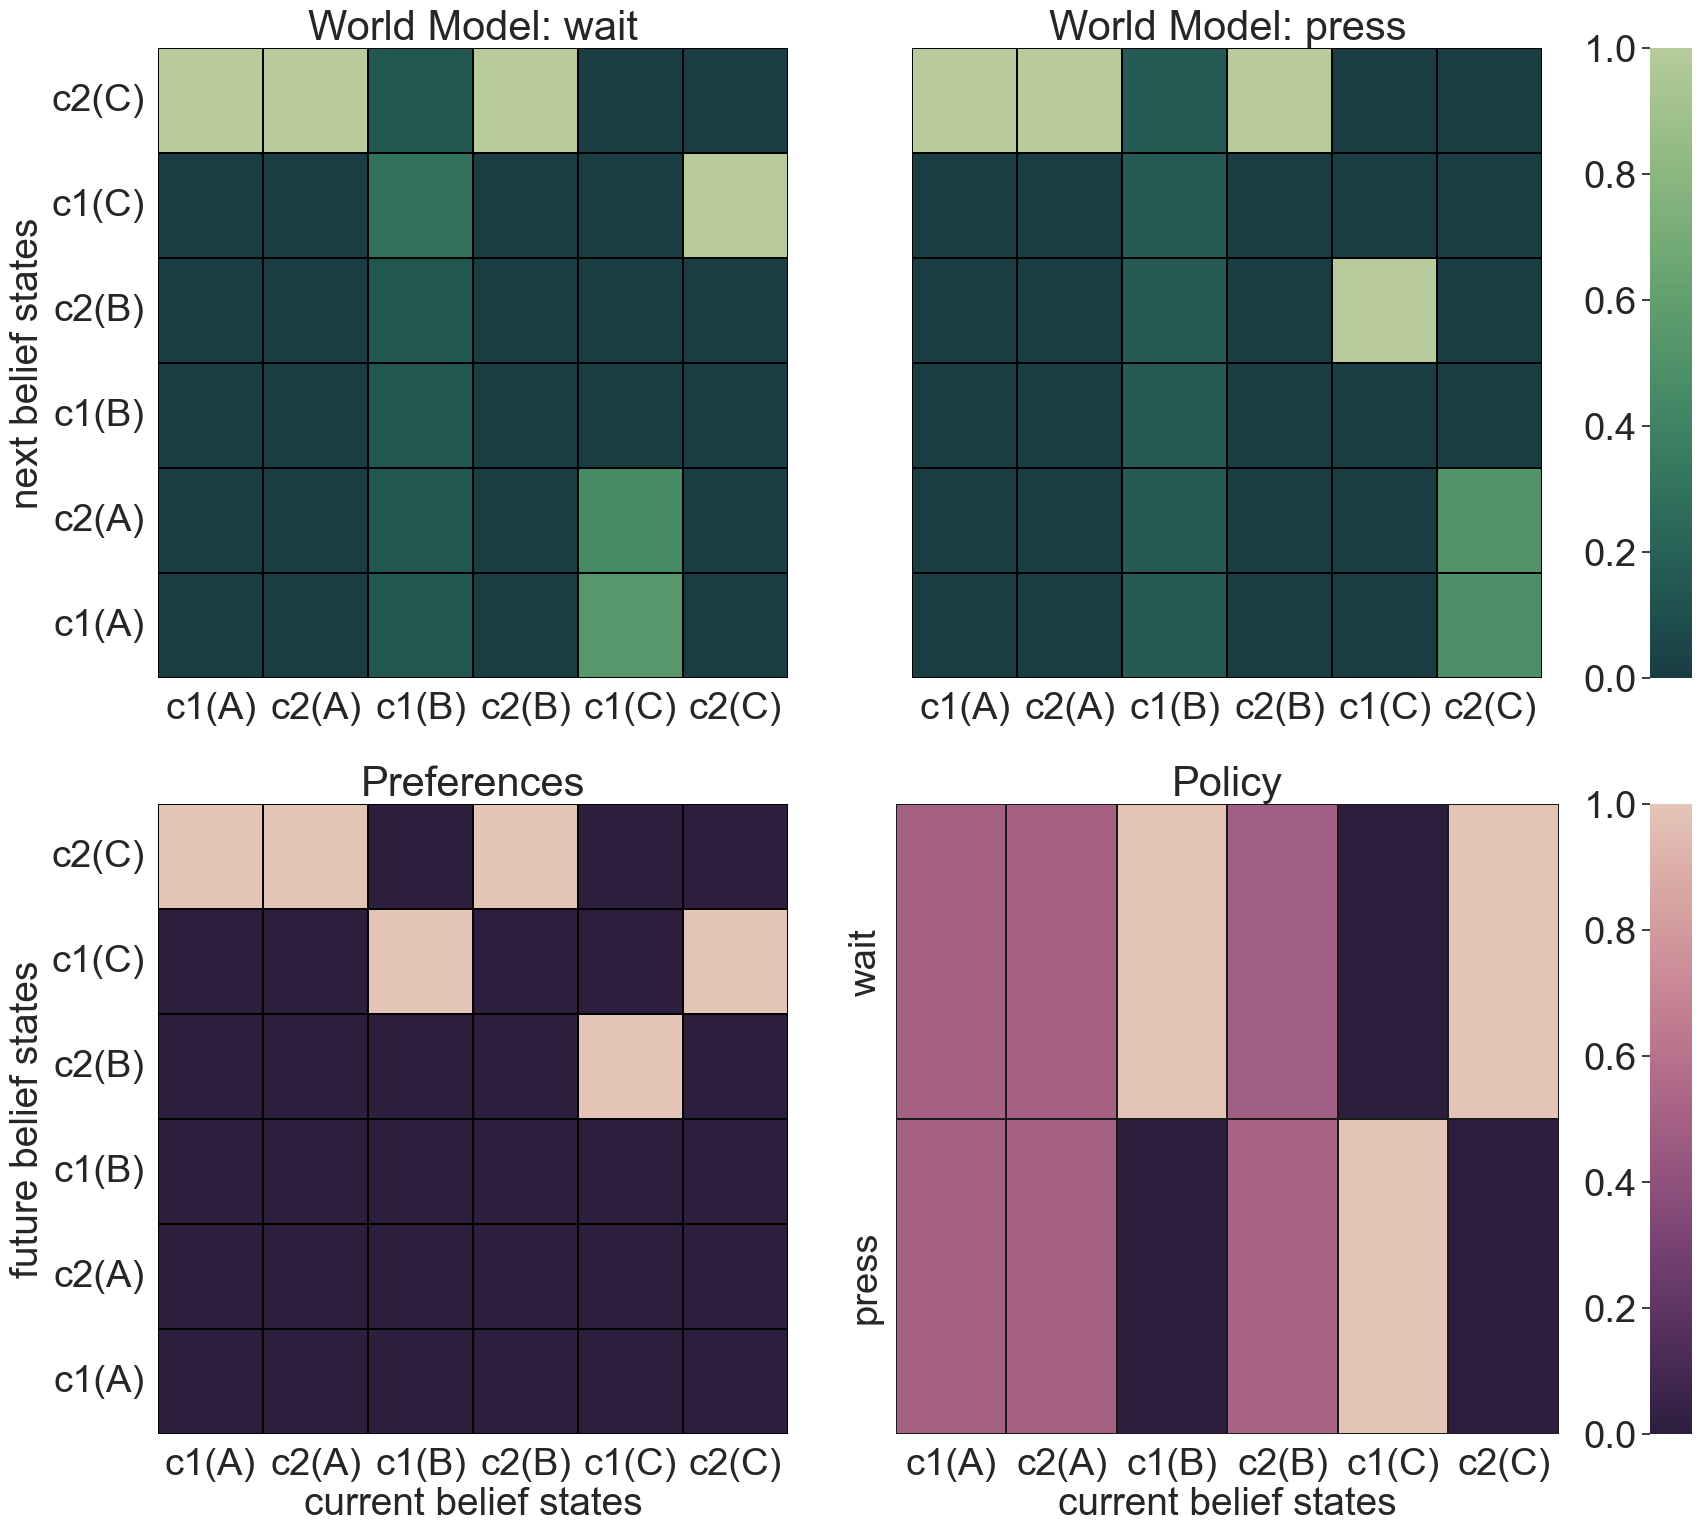 World Model: wait
World Model: press
next belief states
c2(C)
c1(C)
c2(B)
c1(B)
c2(A)
c1(A)
c1(A) c2(A) c1(B) c2(B) c1(C) c2(C)
c1(A) c2(A) c1(B) c2(B) c1(C) c2(C)
1.0
0.8
0.6
0.4
0.2
0.0
Preferences
Policy
future belief states
c2(C)
c1(C)
c2(B)
c1(B)
c2(A)
c1(A)
c1(A) c2(A) c1(B) c2(B) c1(C) c2(C)
current belief states
wait
press
c1(A) c2(A) c1(B) c2(B) c1(C) c2(C)
current belief states
1.0
0.8
0.6
0.4
0.2
0.0